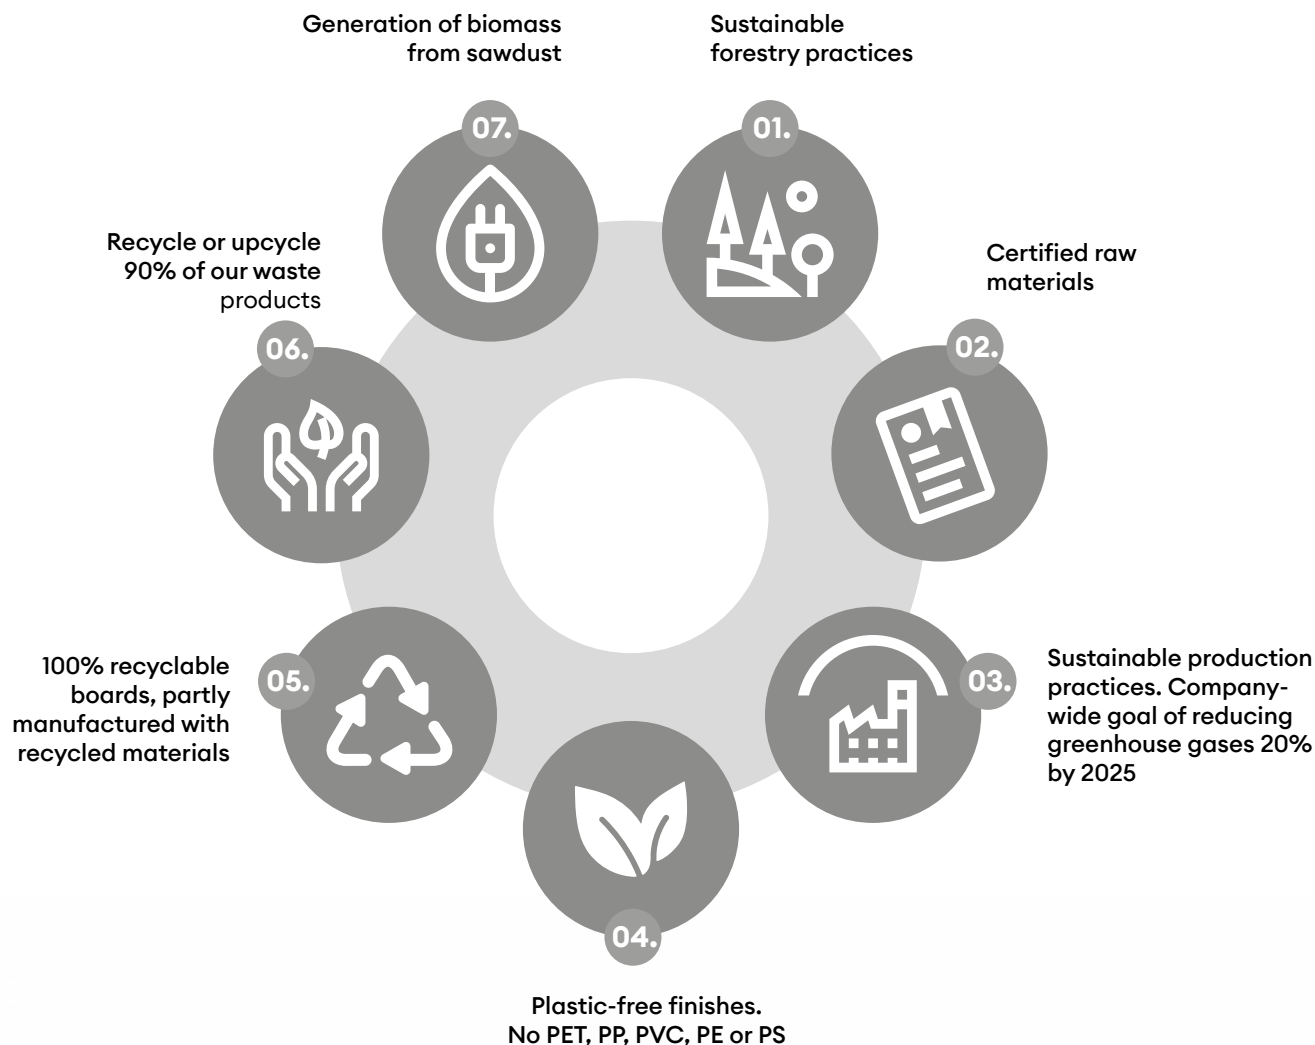 Generation of biomass
from sawdust
07.
Sustainable
forestry practices
01.
Certified raw
materials
02.
Sustainable production
practices. Company-
wide goal of reducing
greenhouse gases 20%
by 2025
03.
04.
Plastic-free finishes.
No PET, PP, PVC, PE or PS
100% recyclable
boards, partly
manufactured with
recycled materials
05.
Recycle or upcycle
90% of our waste
products
06.